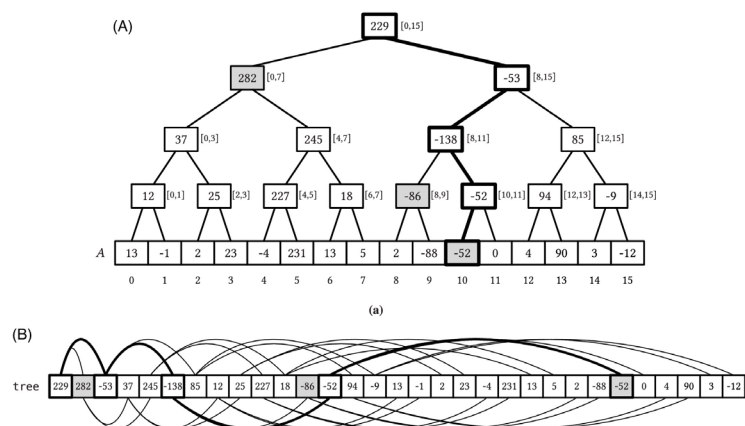 (A)
229 [0,15]
282 [0,7] -53 [8,15]
37 [0,3] 245 [4,7] -138 [8,11] 85 [12,15]
12 [0,1] 25 [2,3] 227 [4,5] 18 [6,7] -86 [8,9] -52 [10,11] 94 [12,13] -9 [14,15]
A 13 -1 2 23 -4 231 13 5 2 -88 -52 0 4 90 3 -12
0 1 2 3 4 5 6 7 8 9 10 11 12 13 14 15
(a)
(B)
tree 229 282 -53 37 245 -138 85 12 25 227 18 -86 -52 94 -9 13 -1 2 23 -4 231 13 5 2 -88 -52 0 4 90 3 -12